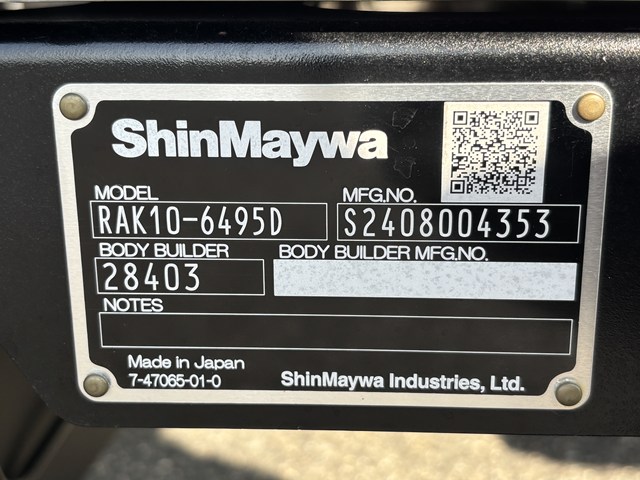 ShinMaywa
MODEL MFG.NO.
RAK10-6495D S2408004353
BODY BUILDER BODY BUILDER MFG.NO.
28403
NOTES
Made in Japan
7-47065-01-0 ShinMaywa Industries, Ltd.